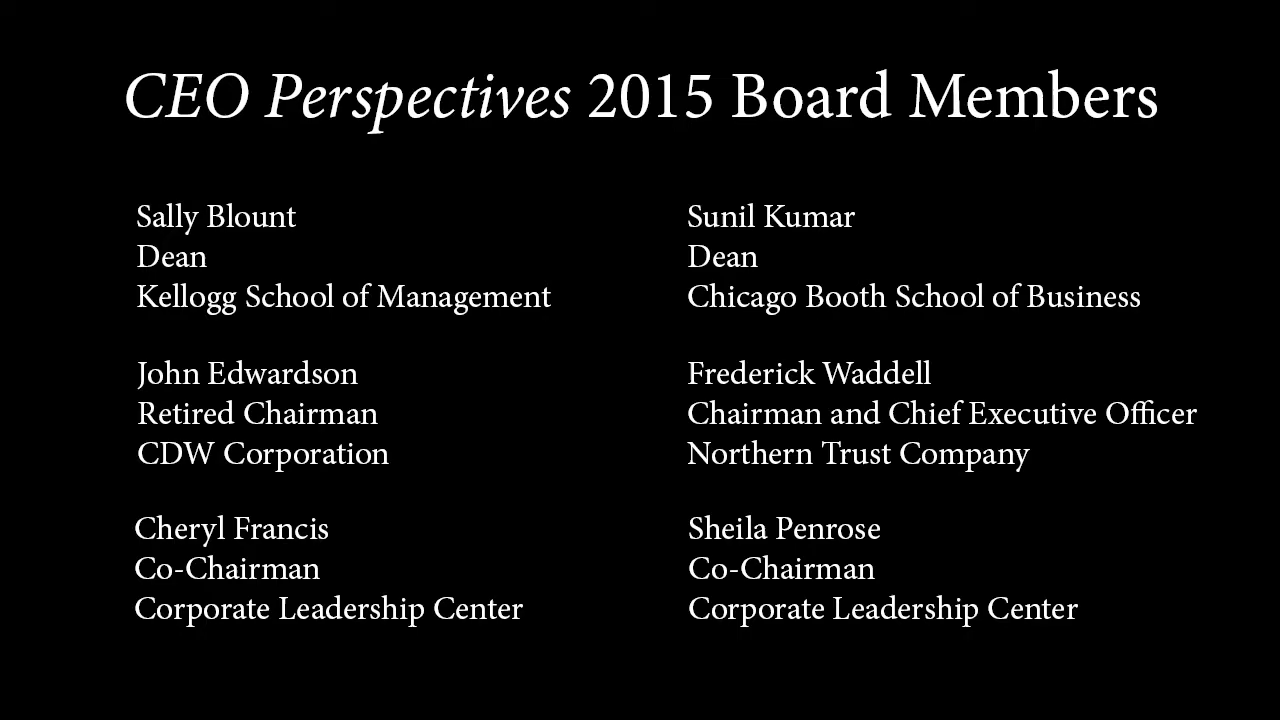 CEO Perspectives 2015 Board Members
Sally Blount
Dean
Kellogg School of Management
Sunil Kumar
Dean
Chicago Booth School of Business
John Edwardson
Retired Chairman
CDW Corporation
Frederick Waddell
Chairman and Chief Executive Officer
Northern Trust Company
Cheryl Francis
Co-Chairman
Corporate Leadership Center
Sheila Penrose
Co-Chairman
Corporate Leadership Center